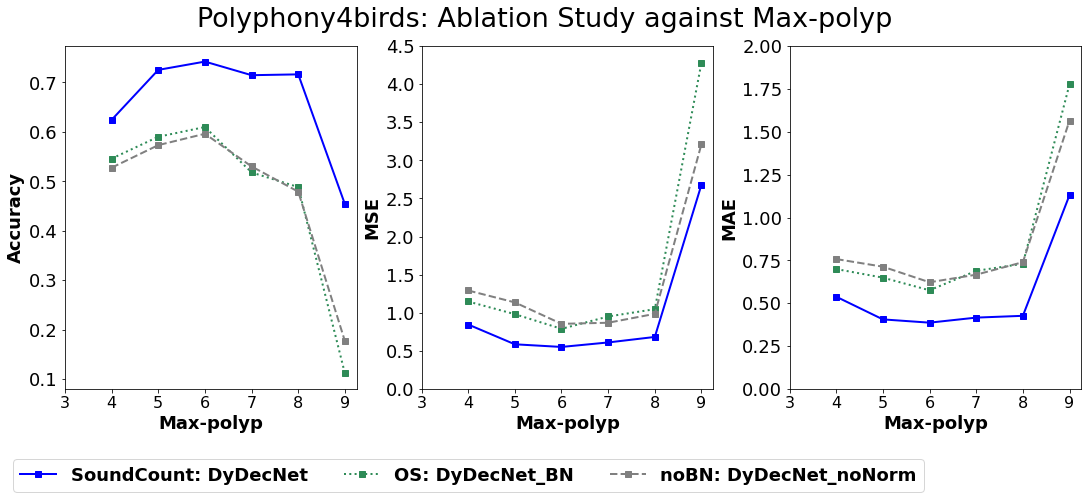 Polyphony4birds: Ablation Study against Max-polyp
Accuracy
0.7
0.6
0.5
0.4
0.3
0.2
0.1
3 4 5 6 7 8 9
Max-polyp
MSE
4.5
4.0
3.5
3.0
2.5
2.0
1.5
1.0
0.5
0.0
3 4 5 6 7 8 9
Max-polyp
MAE
2.00
1.75
1.50
1.25
1.00
0.75
0.50
0.25
0.00
3 4 5 6 7 8 9
Max-polyp
SoundCount: DyDecNet OS: DyDecNet_BN noBN: DyDecNet_noNorm